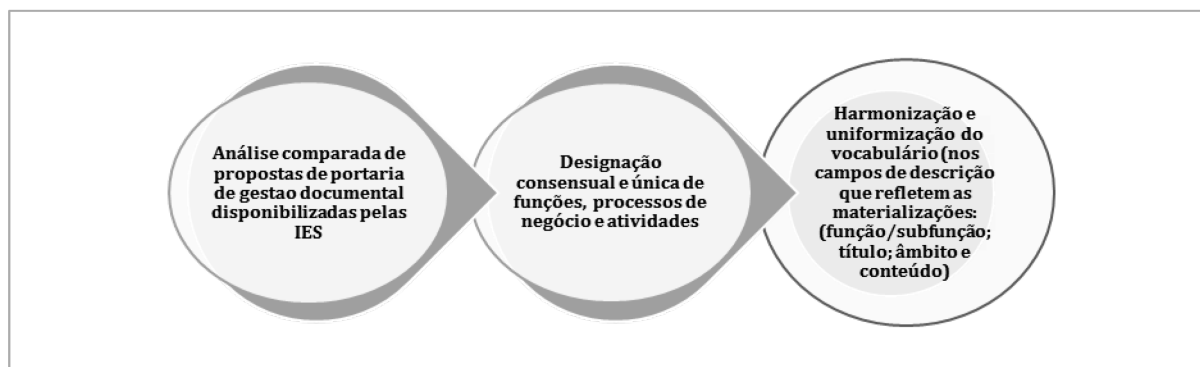 Análise comparada de
propostas de portaria
de gestao documental
disponibilizadas pelas
IES
Designação
consensual e única de
funções, processos de
negócio e atividades
Harmonização e
uniformização do
vocabulário (nos
campos de descrição
que refletem as
materializações:
(função/subfunção;
título; âmbito e
conteúdo)